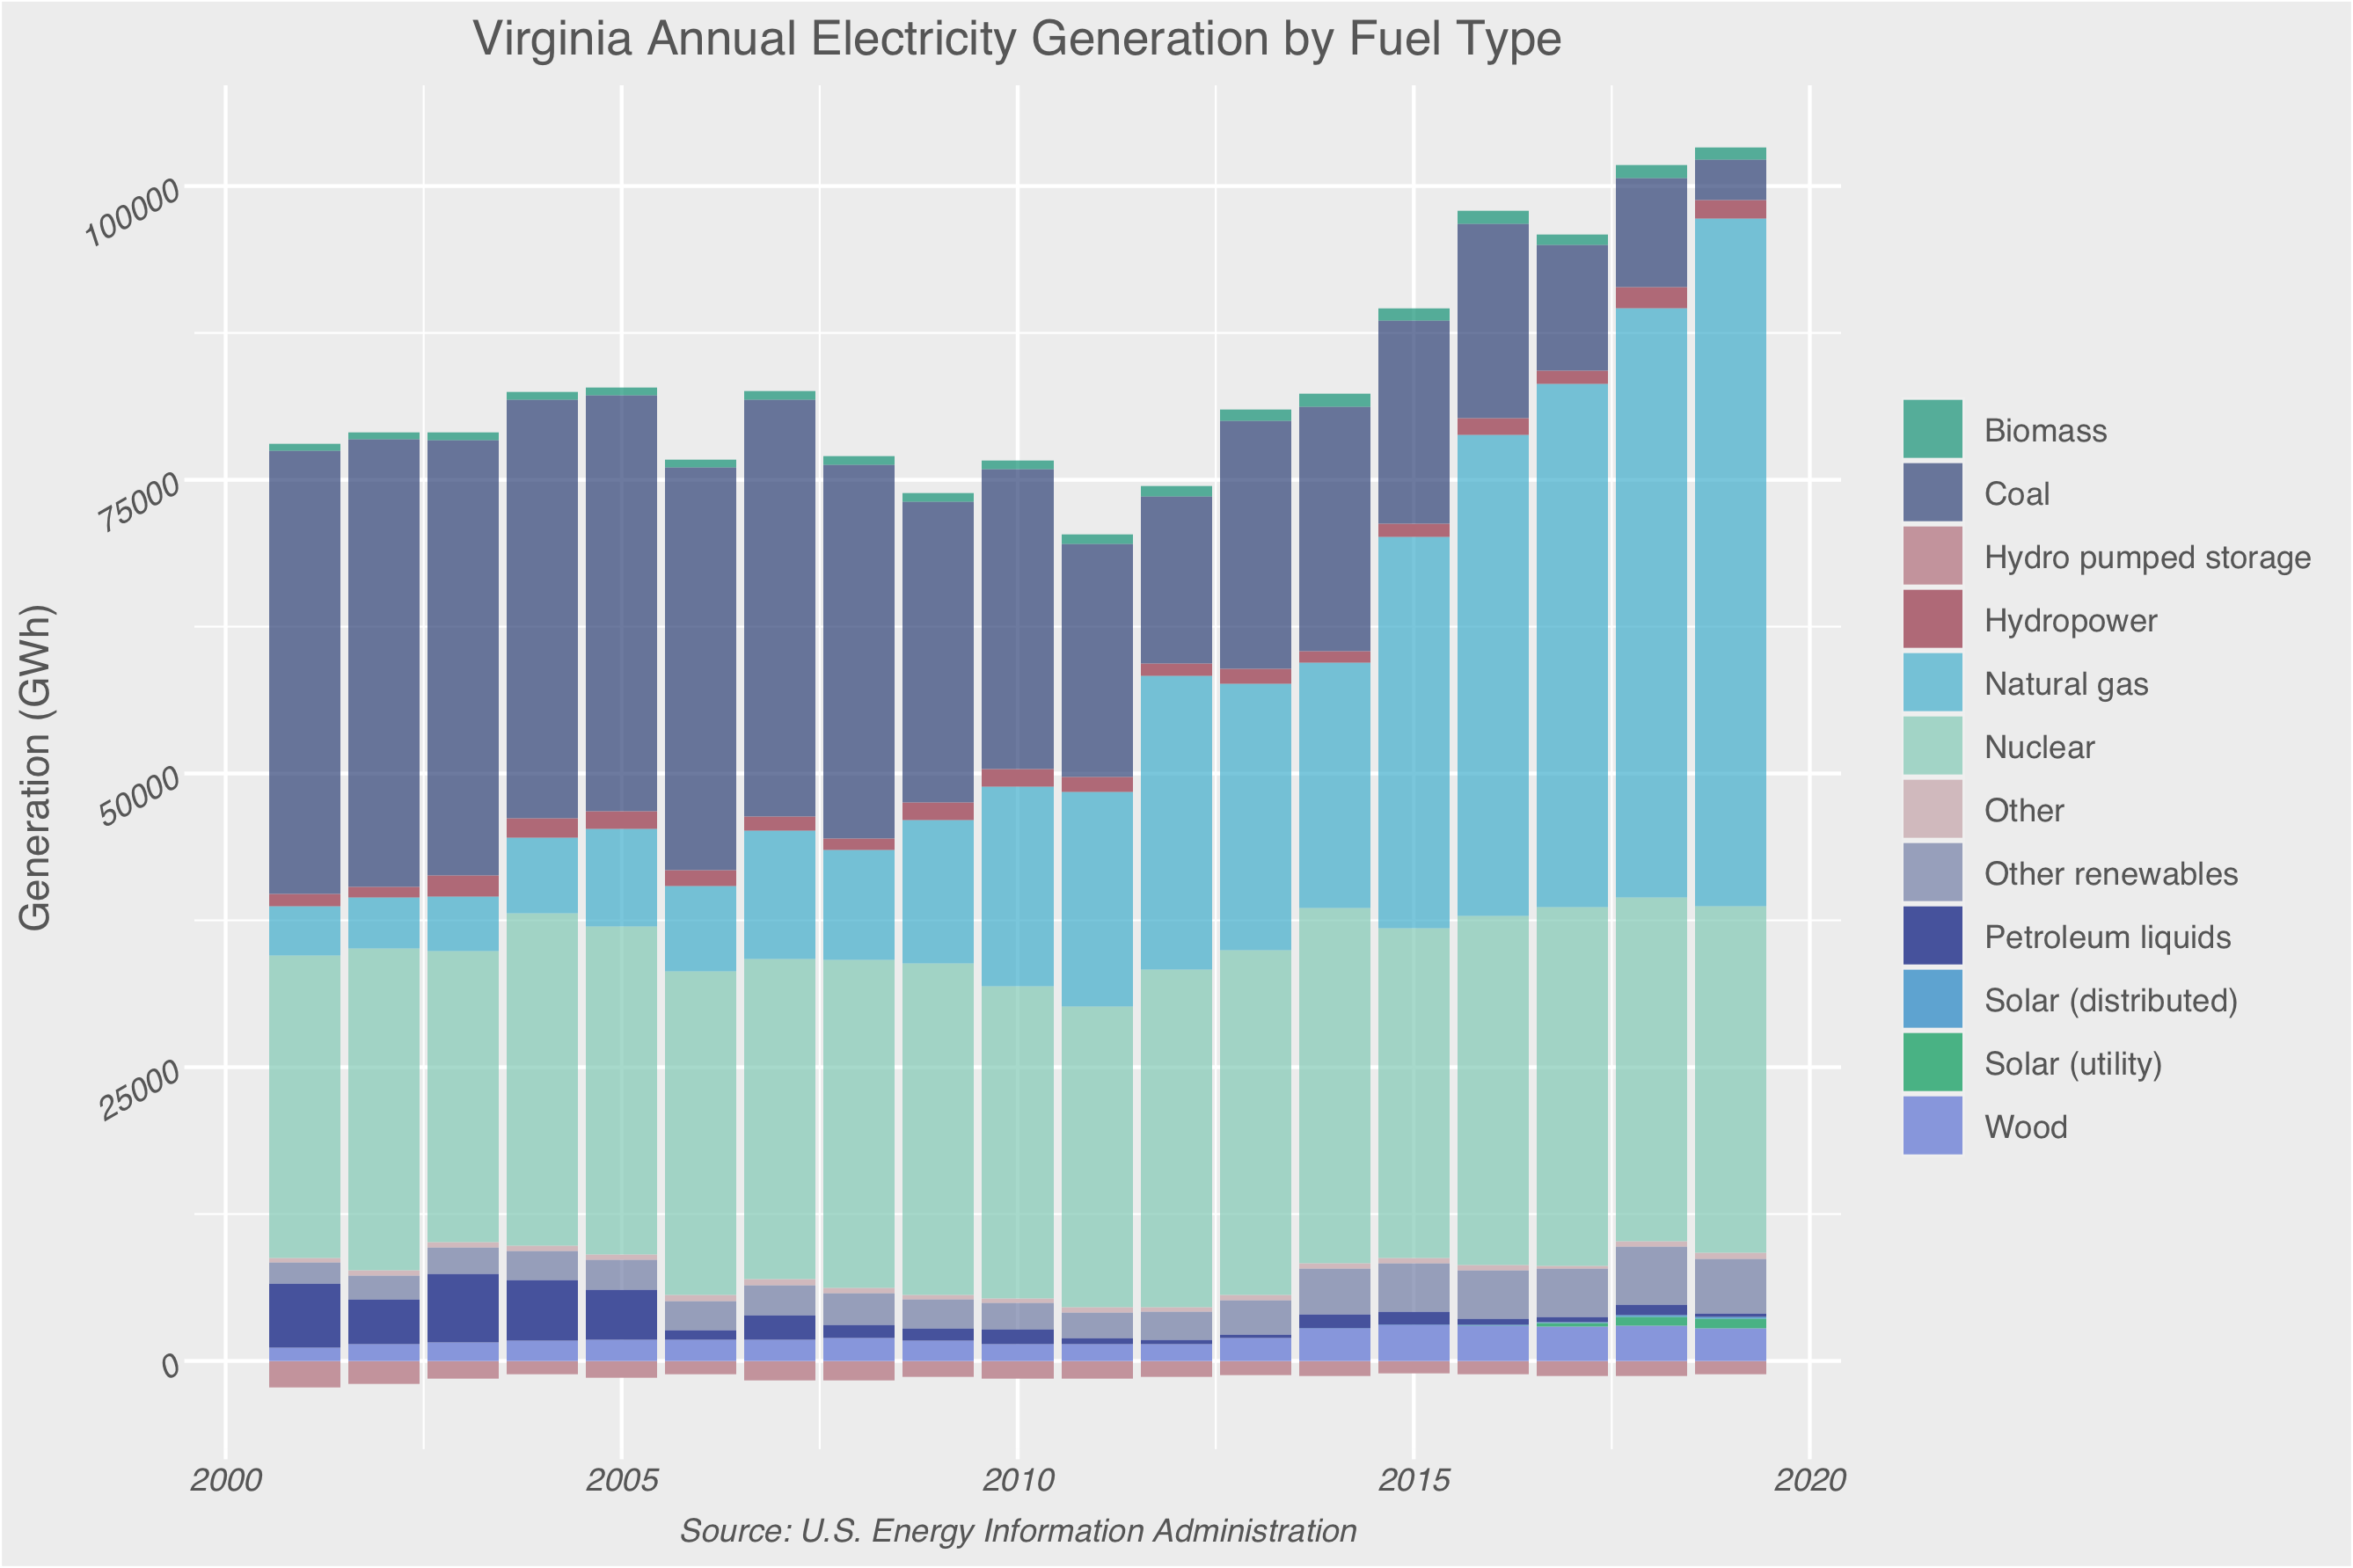 Virginia Annual Electricity Generation by Fuel Type
Generation (GWh)
100000
75000
50000
25000
0
2000
2005
2010
2015
2020
Source: U.S. Energy Information Administration
Biomass
Coal
Hydro pumped storage
Hydropower
Natural gas
Nuclear
Other
Other renewables
Petroleum liquids
Solar (distributed)
Solar (utility)
Wood